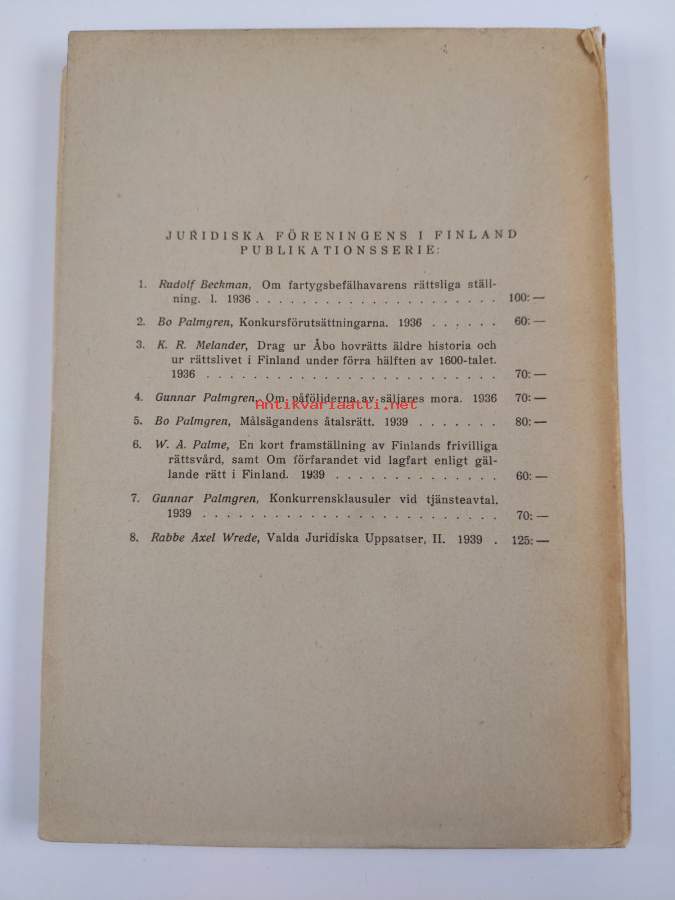 JURIDISKA FÖRENINGENS I FINLAND
PUBLIKATIONSSERIE:
1. Rudolf Beckman, Om fartygsbefälhavarens rättsliga ställ-
ning. I. 1936 . . . . . . . . . . . . . . . . . . . . 100: —
2. Bo Palmgren, Konkursförutsättningarna. 1936 . . . . . . 60: —
3. K. R. Melander, Drag ur Åbo hovrätts äldre historia och
ur rättslivet i Finland under förra hälften av 1600-talet.
1936 . . . . . . . . . . . . . . . . . . . . . . . . 70: —
4. Gunnar Palmgren, Om påföljderna av säljares mora. 1936 70: —
Antikvariaatti.net
5. Bo Palmgren, Målsägandens åtalsrätt. 1939 . . . . . . . 80: —
6. W. A. Palme, En kort framställning av Finlands frivilliga
rättsvård, samt Om förfarandet vid lagfart enligt gäl-
lande rätt i Finland. 1939 . . . . . . . . . . . . . 60: —
7. Gunnar Palmgren, Konkurrensklausuler vid tjänsteavtal.
1939 . . . . . . . . . . . . . . . . . . . . . . . . 70: —
8. Rabbe Axel Wrede, Valda Juridiska Uppsatser, II. 1939 . 125: —